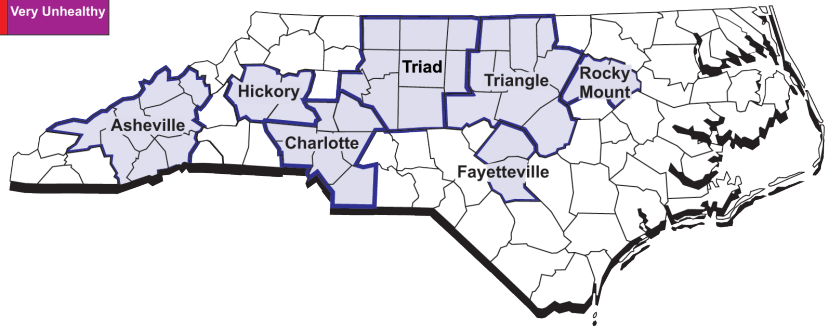 Very Unhealthy
Triad
Triangle
Rocky
Mount
Hickory
Asheville
Charlotte
Fayetteville